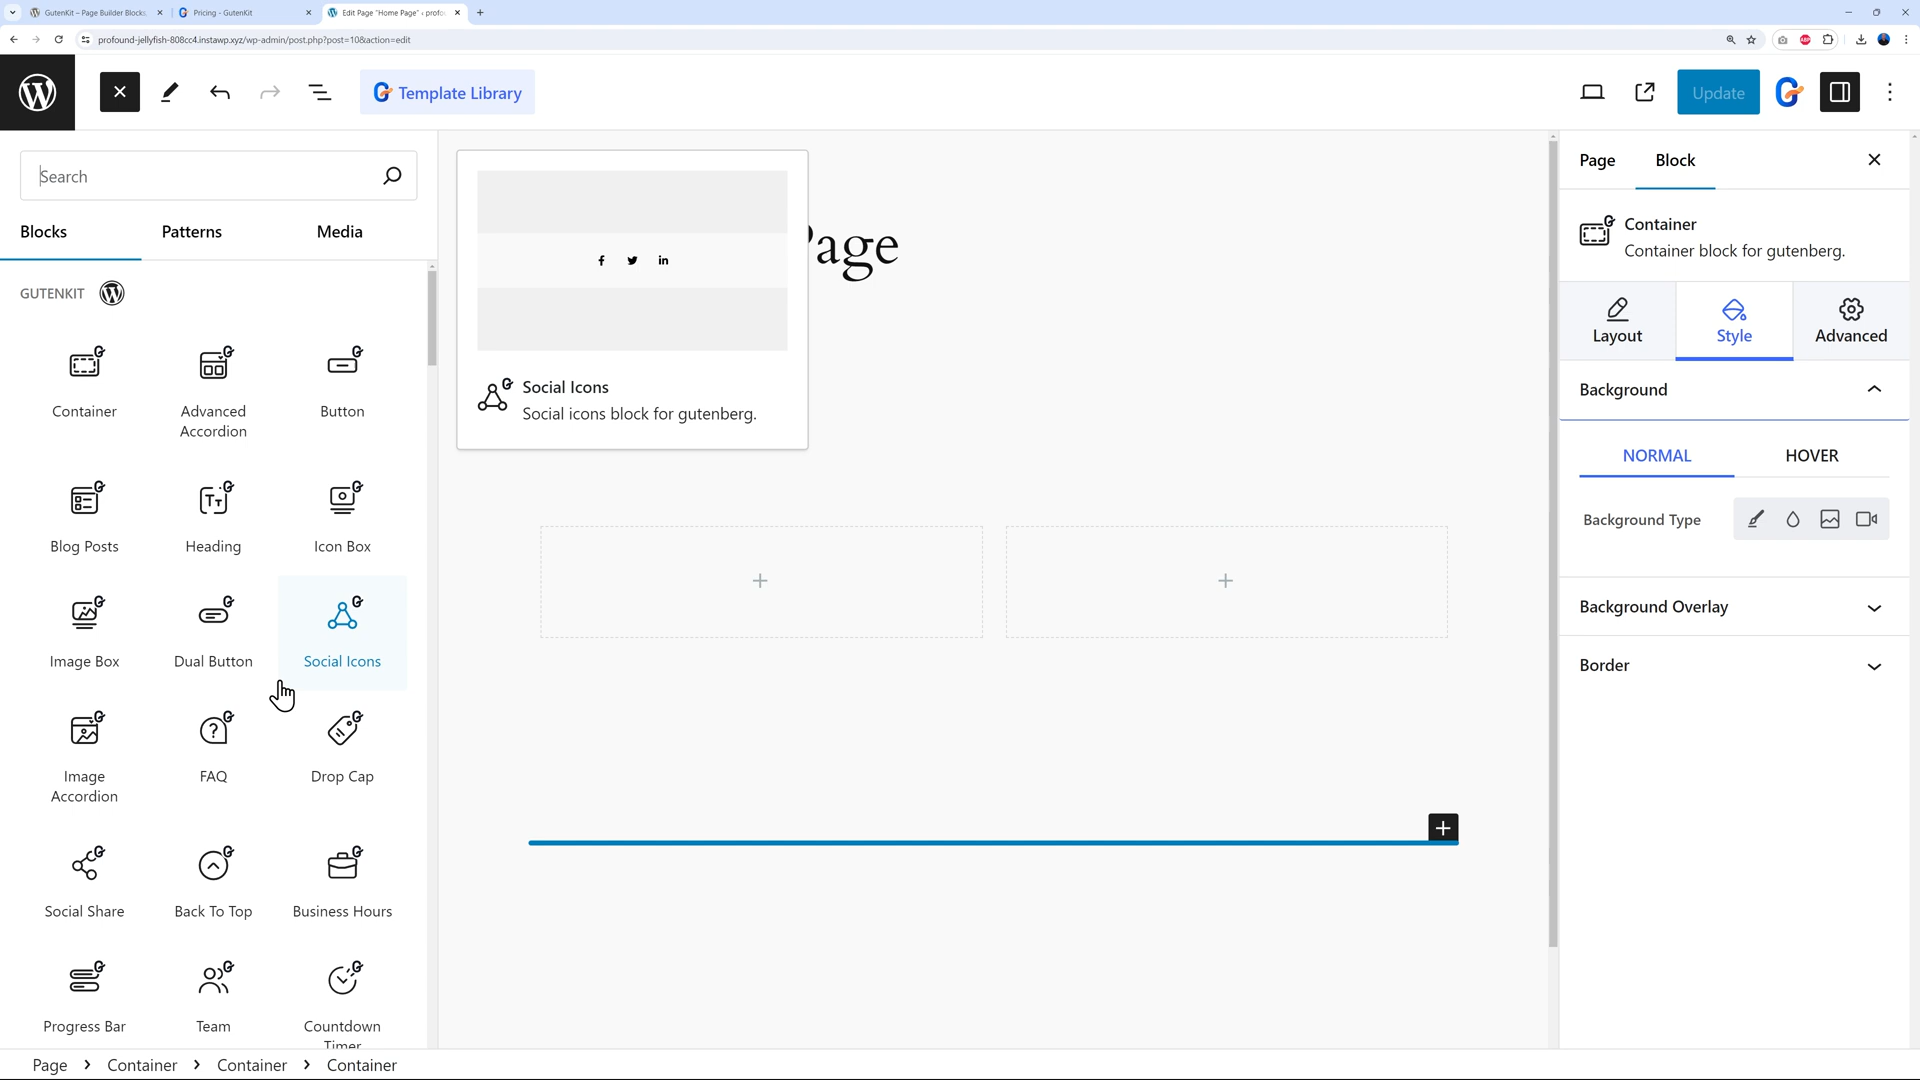 GutenKit – Page Builder Blocks
Pricing - GutenKit
Edit Page "Home Page" ‹ profo
profound-jellyfish-808cc4.instawp.xyz/wp-admin/post.php?post=10&action=edit
Template Library
Update
Search
Blocks
Patterns
Media
GUTENKIT
Container
Advanced
Accordion
Button
Blog Posts
Heading
Icon Box
Image Box
Dual Button
Social Icons
Image
Accordion
FAQ
Drop Cap
Social Share
Back To Top
Business Hours
Progress Bar
Team
Countdown
Timer
Social Icons
Social icons block for gutenberg.
Page
Page
Block
Container
Container block for gutenberg.
Layout
Style
Advanced
Background
NORMAL
HOVER
Background Type
Background Overlay
Border
Page
Container
Container
Container